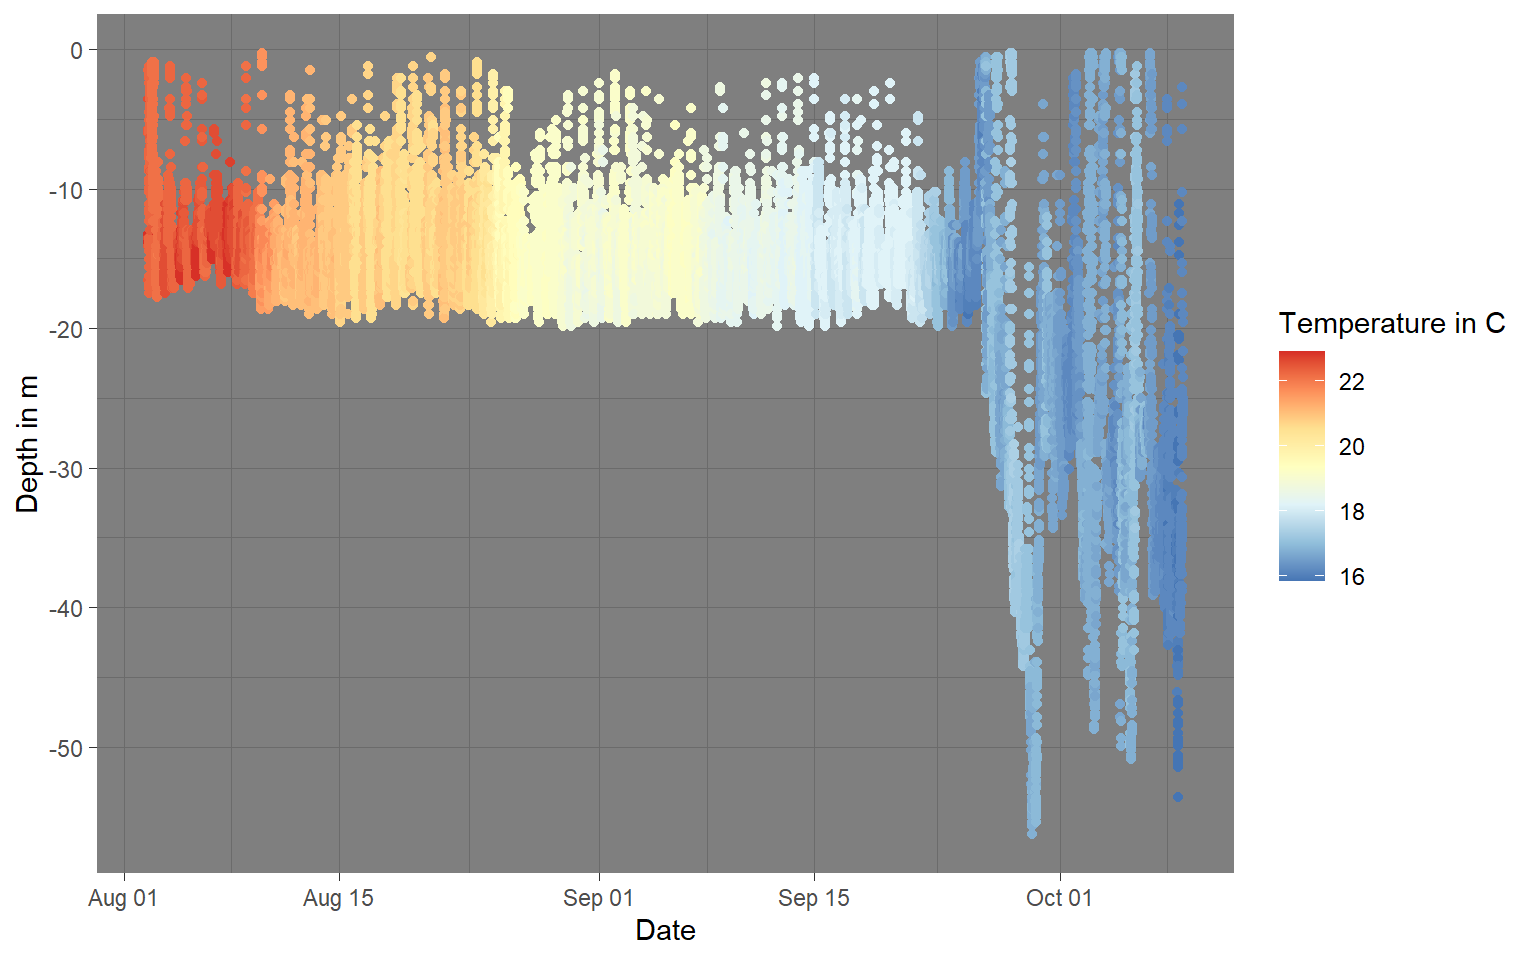 0
-10
-20
-30
-40
-50
Depth in m
Aug 01
Aug 15
Sep 01
Sep 15
Oct 01
Date
Temperature in C
22
20
18
16